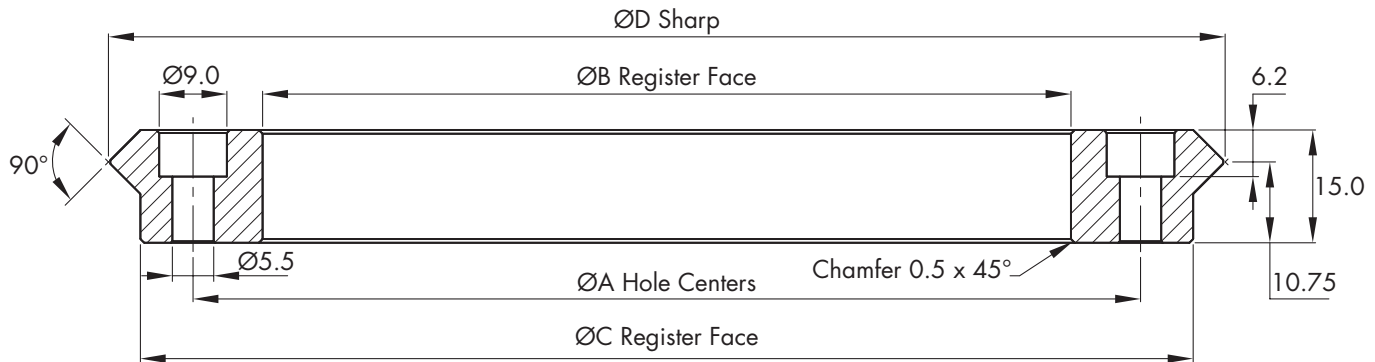 ØD Sharp
Ø9.0
ØB Register Face
6.2
90°
15.0
Ø5.5
Chamfer 0.5 x 45°
ØA Hole Centers
10.75
ØC Register Face